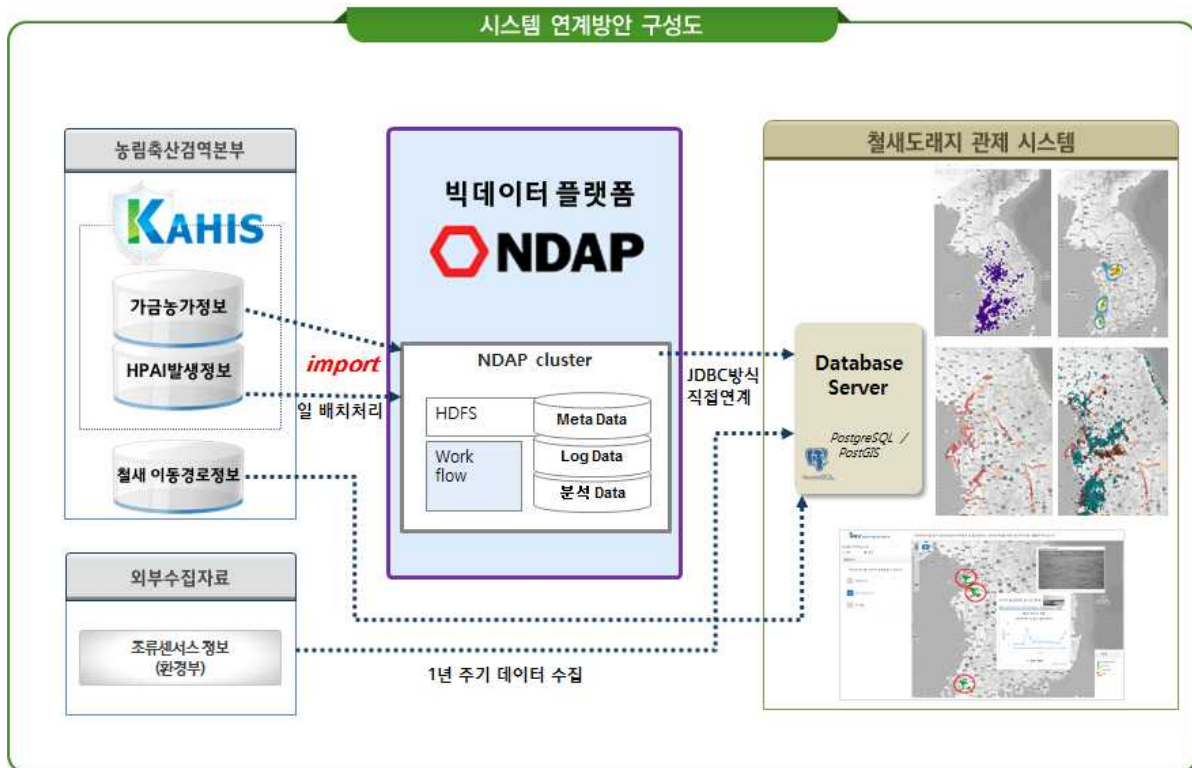 시스템 연계방안 구성도
농림축산검역본부
KAHIS
가금농가정보
HPAI발생정보
철새 이동경로정보
외부수집자료
조류센서스 정보
(환경부)
import
일 배치처리
빅데이터 플랫폼
NDAP
NDAP cluster
HDFS
Work
flow
Meta Data
Log Data
분석 Data
JDBC방식
직접연계
1년 주기 데이터 수집
철새도래지 관제 시스템
Database
Server
PostgreSQL /
PostGIS